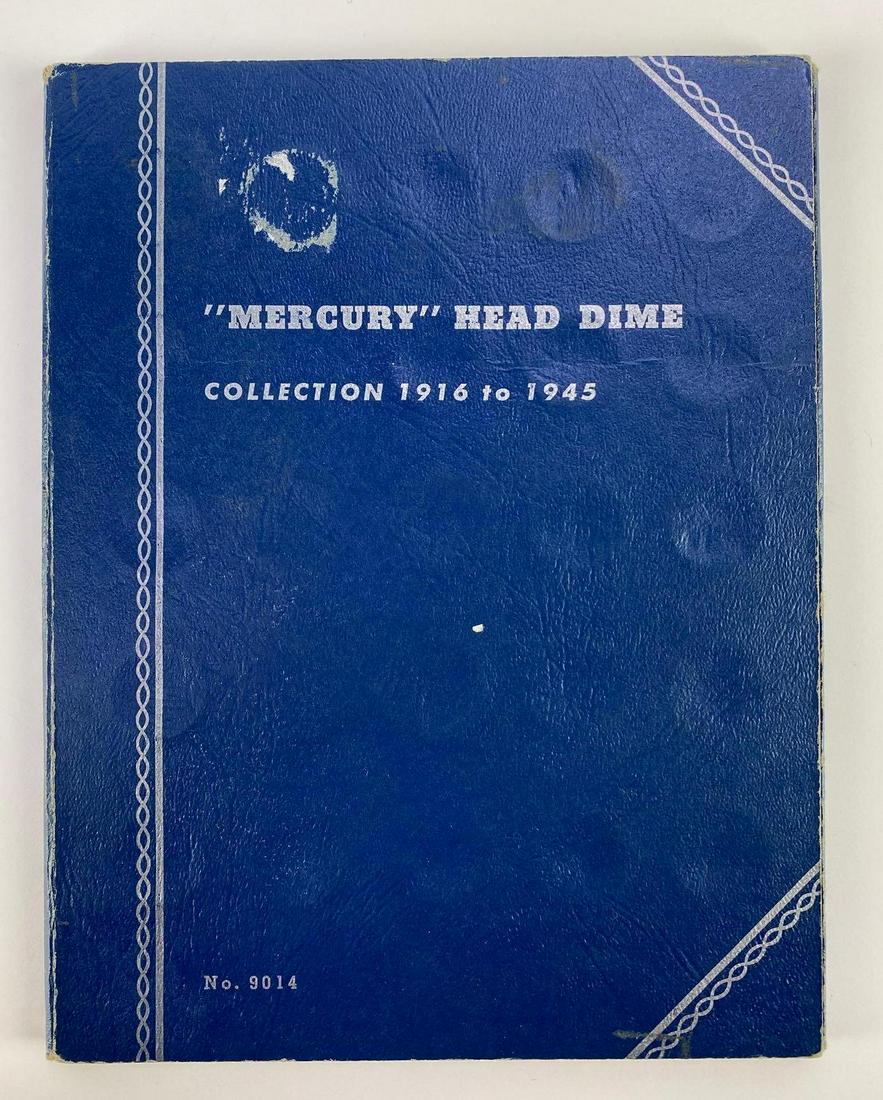 "MERCURY" HEAD DIME
COLLECTION 1916 to 1945
No. 9014